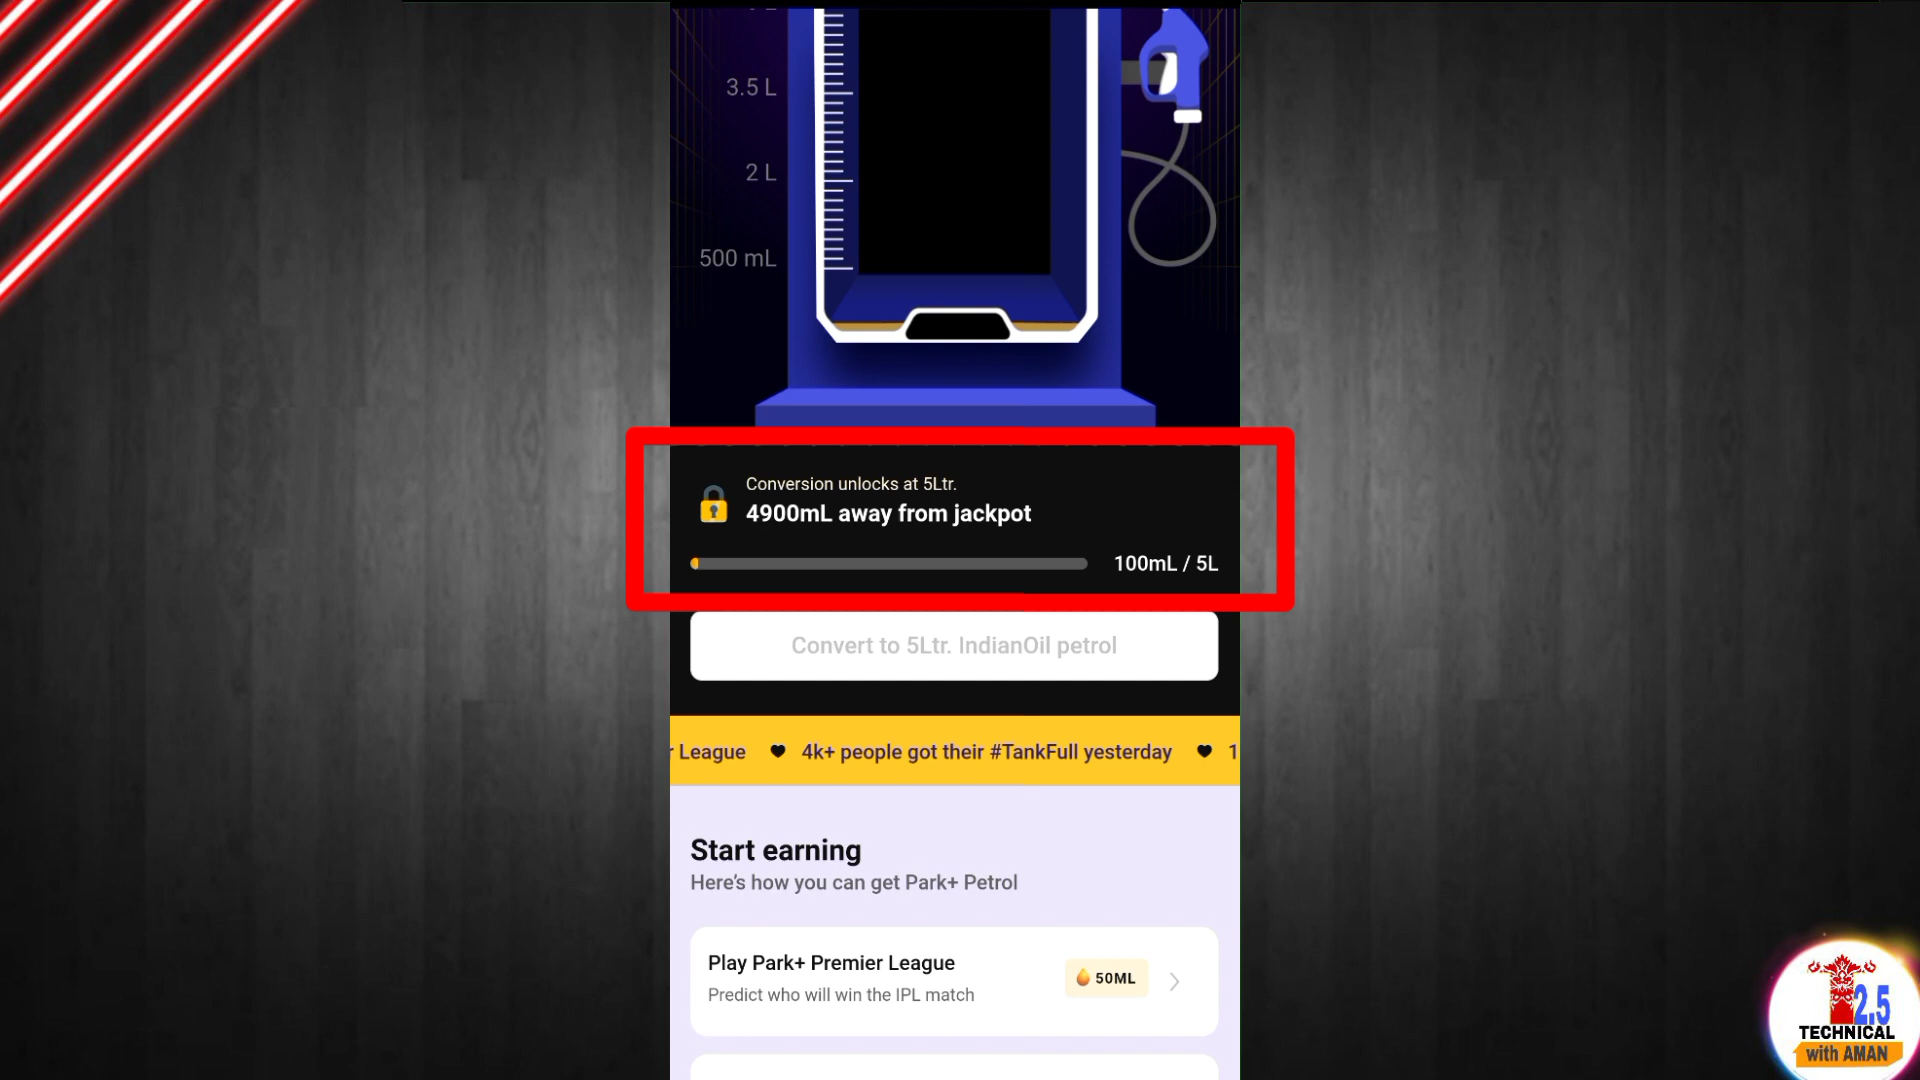 3.5 L
2 L
500 mL
Conversion unlocks at 5Ltr.
4900mL away from jackpot
100mL / 5L
Convert to 5Ltr. IndianOil petrol
League
4k+ people got their #TankFull yesterday
1
Start earning
Here's how you can get Park+ Petrol
Play Park+ Premier League
50ML
Predict who will win the IPL match
2.5
TECHNICAL
with AMAN